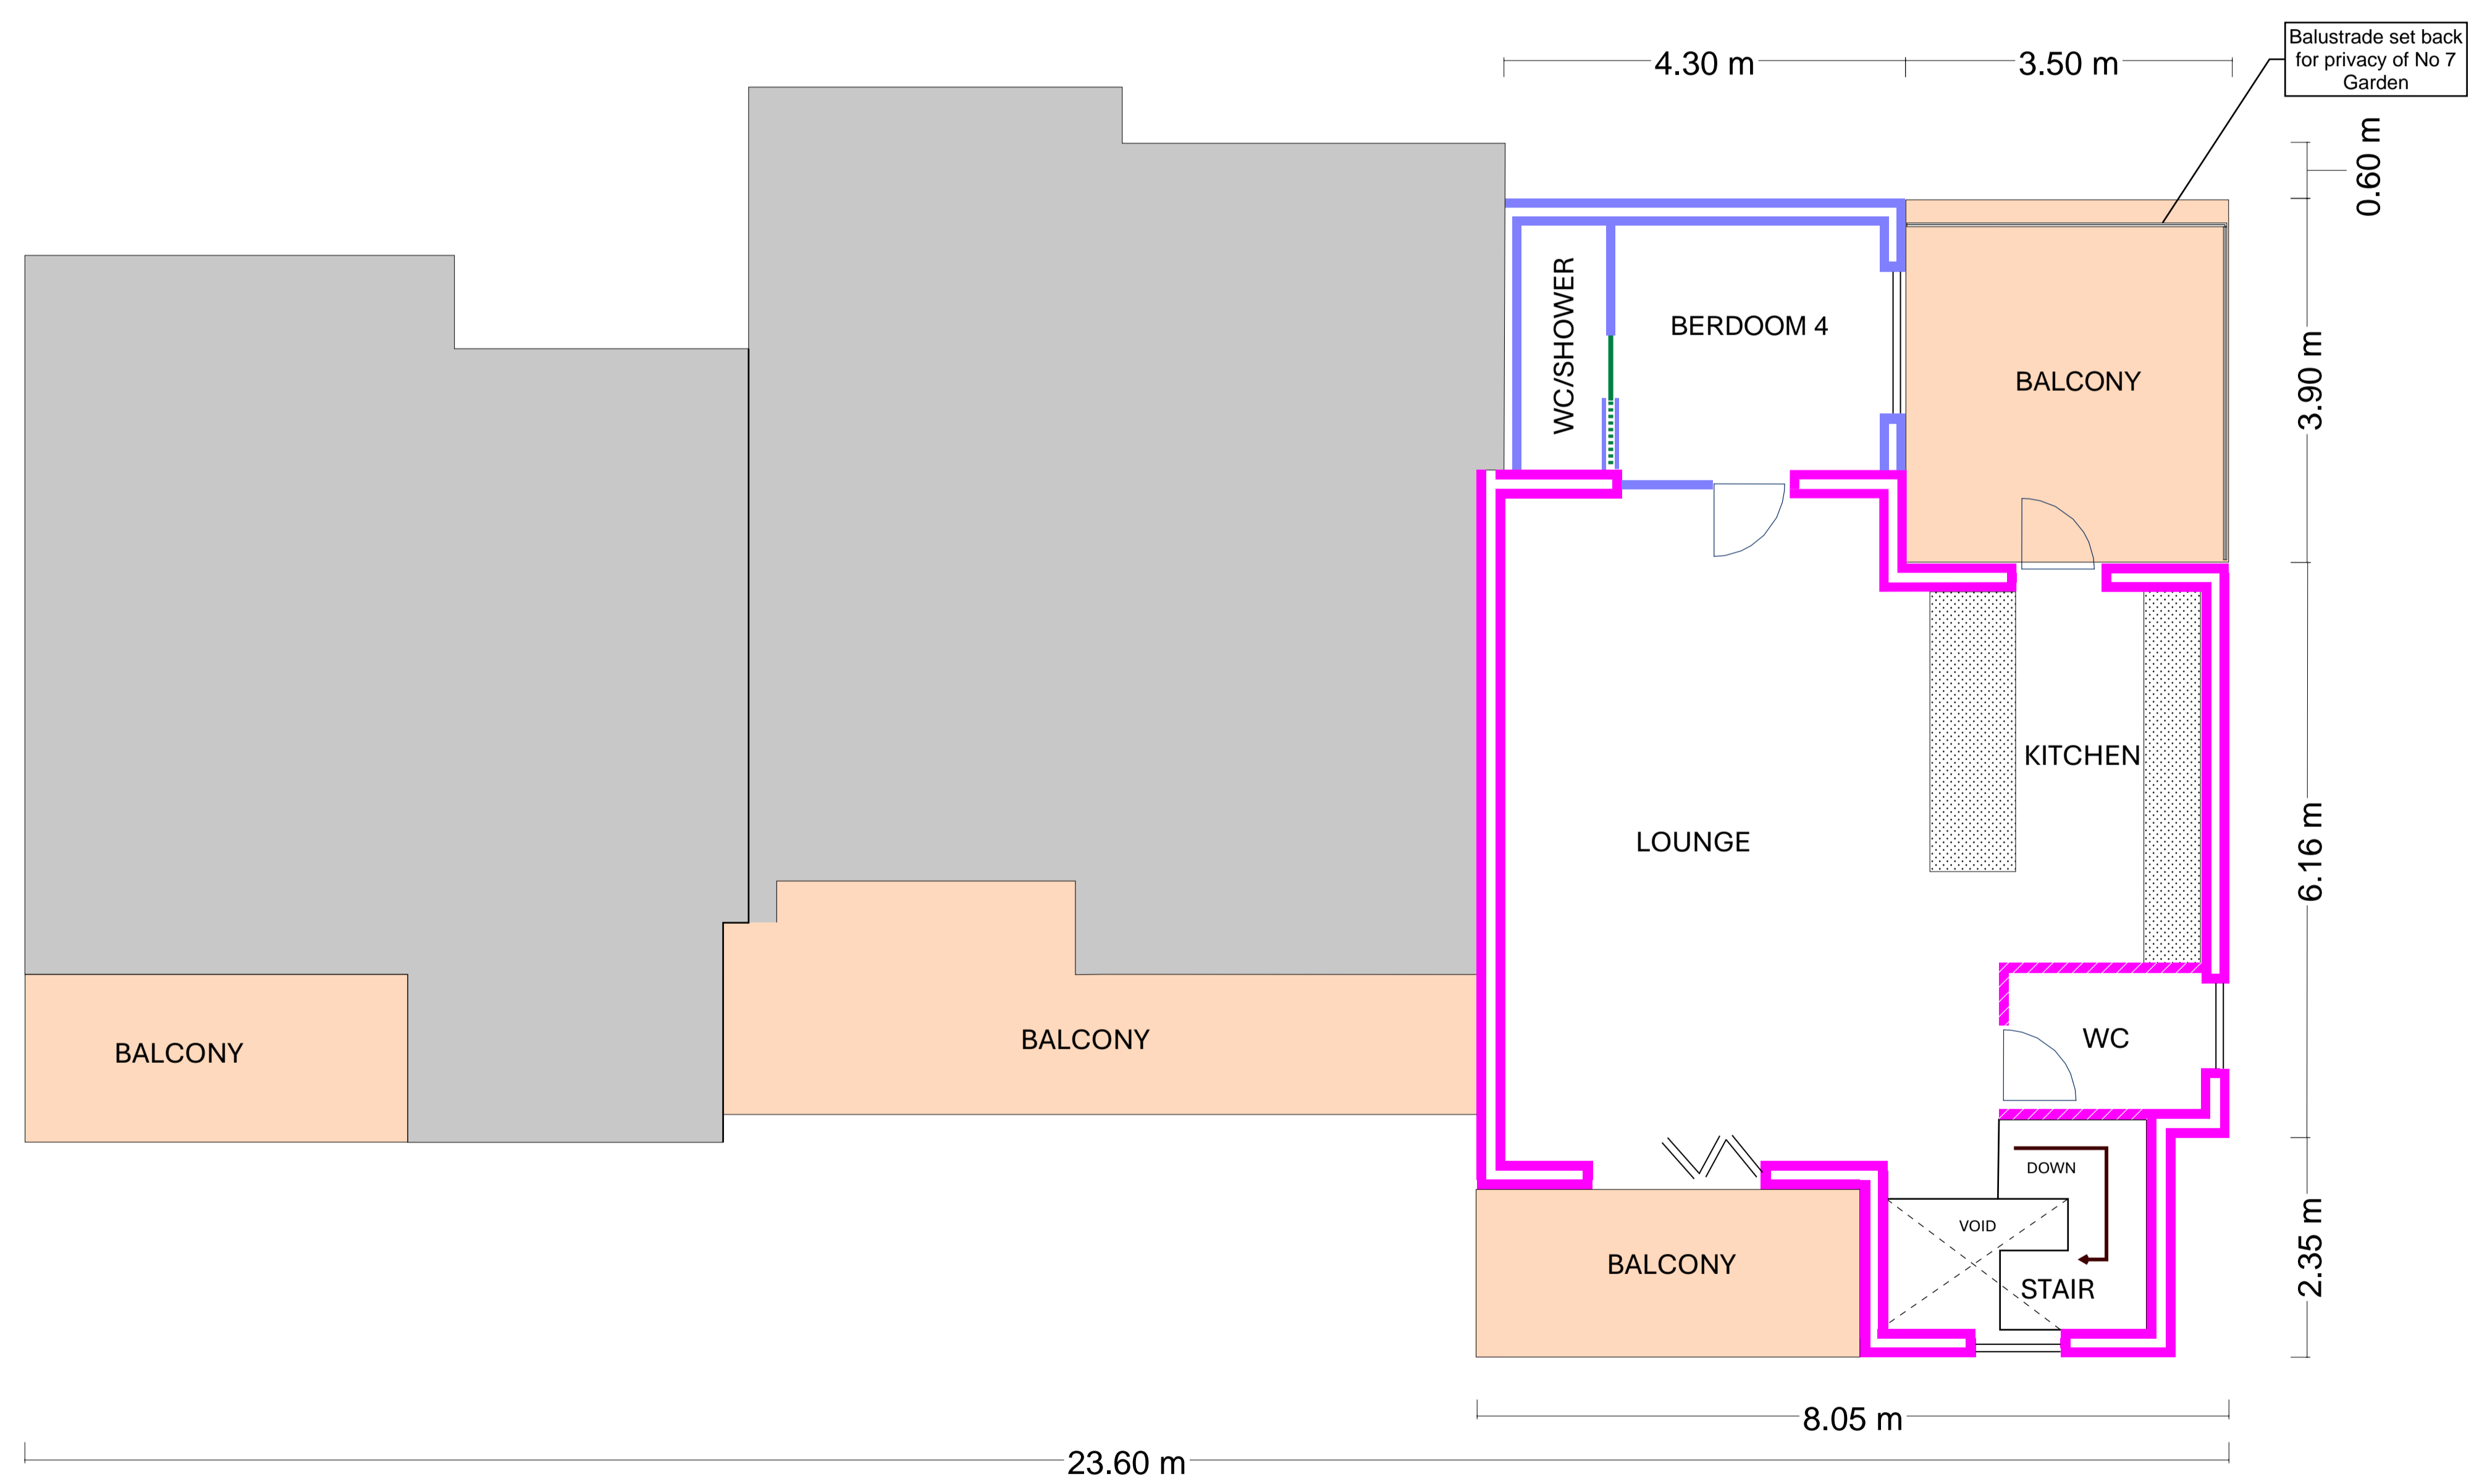 Balustrade set back
for privacy of No 7
Garden
4.30 m
3.50 m
0.60 m
WC/SHOWER
BERDOOM 4
BALCONY
3.90 m
KITCHEN
LOUNGE
6.16 m
BALCONY
BALCONY
WC
DOWN
VOID
BALCONY
STAIR
2.35 m
8.05 m
23.60 m